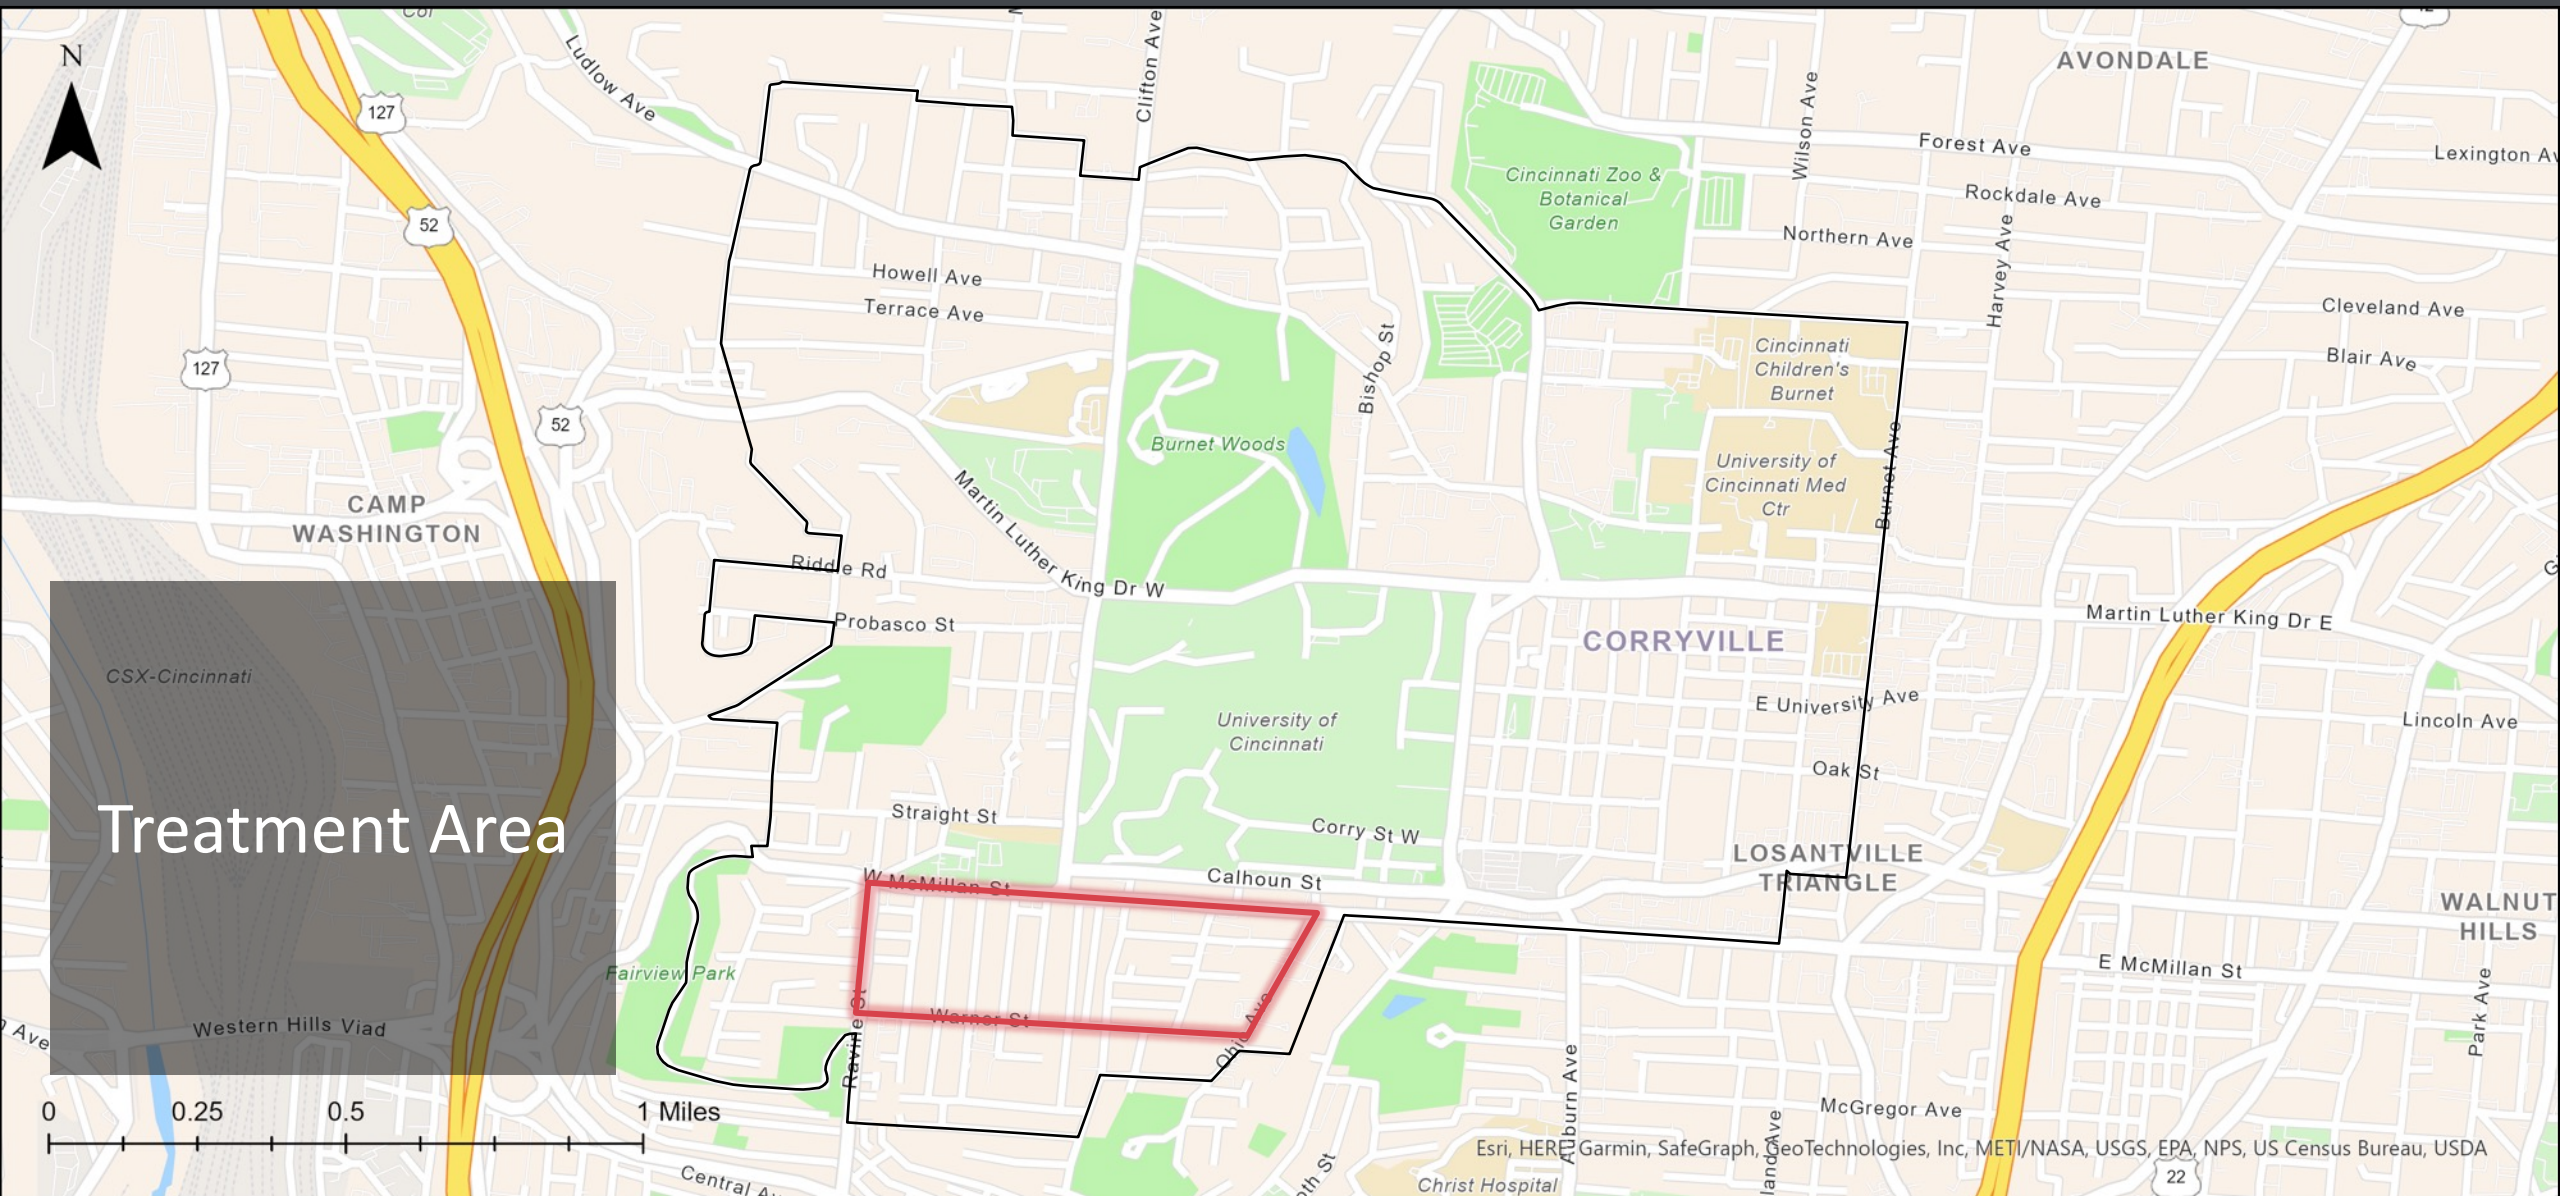 N
Ludlow Ave
Clifton Ave
AVONDALE
127
Wilson Ave
Forest Ave
Lexington Av
Cincinnati Zoo &
Botanical
Garden
Rockdale Ave
52
Northern Ave
Harvey Ave
Howell Ave
Terrace Ave
Cleveland Ave
Bishop St
Cincinnati
Children's
Burnet
Blair Ave
127
52
Burnet Woods
University of
Cincinnati Med
Ctr
Burnet Ave
CAMP
WASHINGTON
Martin Luther King Dr W
Riddle Rd
Probasco St
CORRYVILLE
Martin Luther King Dr E
CSX-Cincinnati
E University Ave
University of
Cincinnati
Lincoln Ave
Oak St
Treatment Area
Straight St
Corry St W
LOSANTVILLE
TRIANGLE
W McMillan St
Calhoun St
WALNUT
HILLS
Fairview Park
E McMillan St
Ravine St
Warner St
Ohio Ave
Western Hills Viad
Park Ave
Auburn Ave
0 0.25 0.5 1 Miles
McGregor Ave
Esri, HERE, Garmin, SafeGraph, GeoTechnologies, Inc, METI/NASA, USGS, EPA, NPS, US Census Bureau, USDA
Central Av
Christ Hospital
22